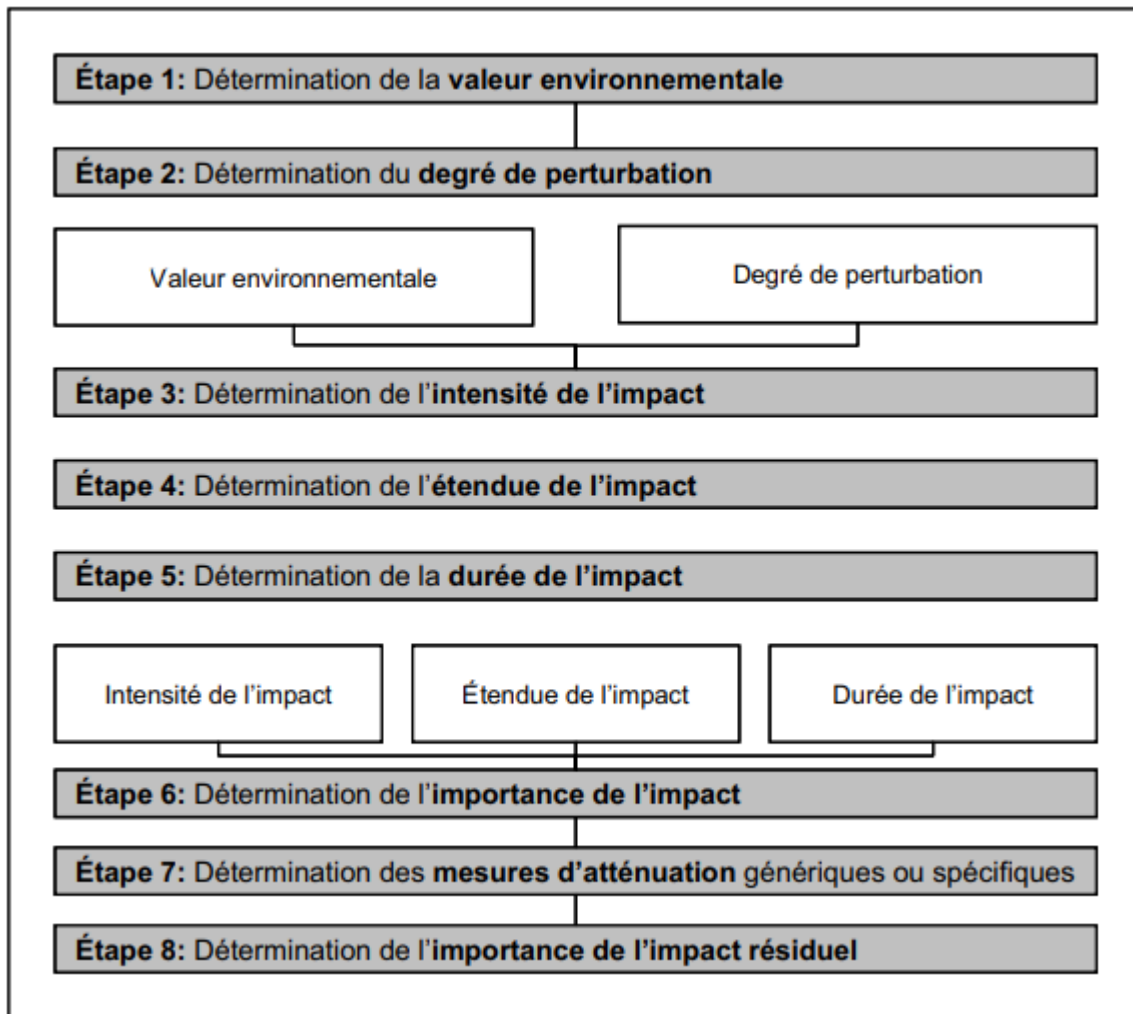 Étape 1: Détermination de la valeur environnementale
Étape 2: Détermination du degré de perturbation
Valeur environnementale
Degré de perturbation
Étape 3: Détermination de l'intensité de l'impact
Étape 4: Détermination de l'étendue de l'impact
Étape 5: Détermination de la durée de l'impact
Intensité de l'impact
Étendue de l'impact
Durée de l'impact
Étape 6: Détermination de l'importance de l'impact
Étape 7: Détermination des mesures d'atténuation génériques ou spécifiques
Étape 8: Détermination de l'importance de l'impact résiduel